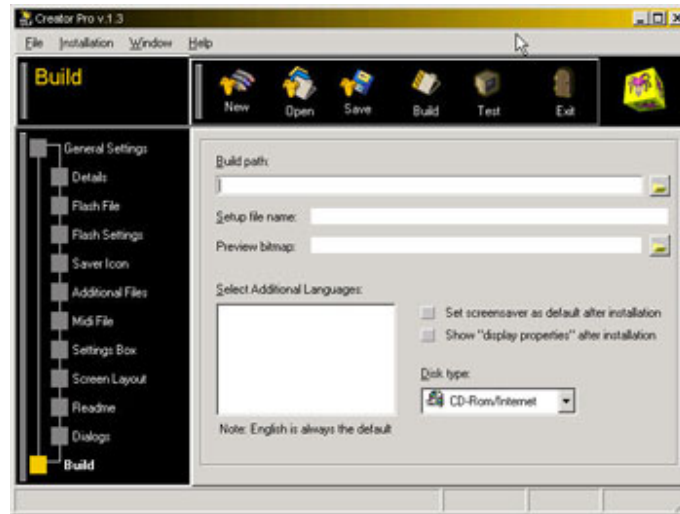 Creator Pro v.1.3
File Installation Window Help
Build
New Open Save Build Test Exit
General Settings
Details
Flash File
Flash Settings
Saver Icon
Additional Files
Midi File
Settings Box
Screen Layout
Readme
Dialogs
Build
Build path:
Setup file name:
Preview bitmap:
Select Additional Languages:
Set screensaver as default after installation
Show "display properties" after installation
Disk type:
CD-Rom/Internet
Note: English is always the default